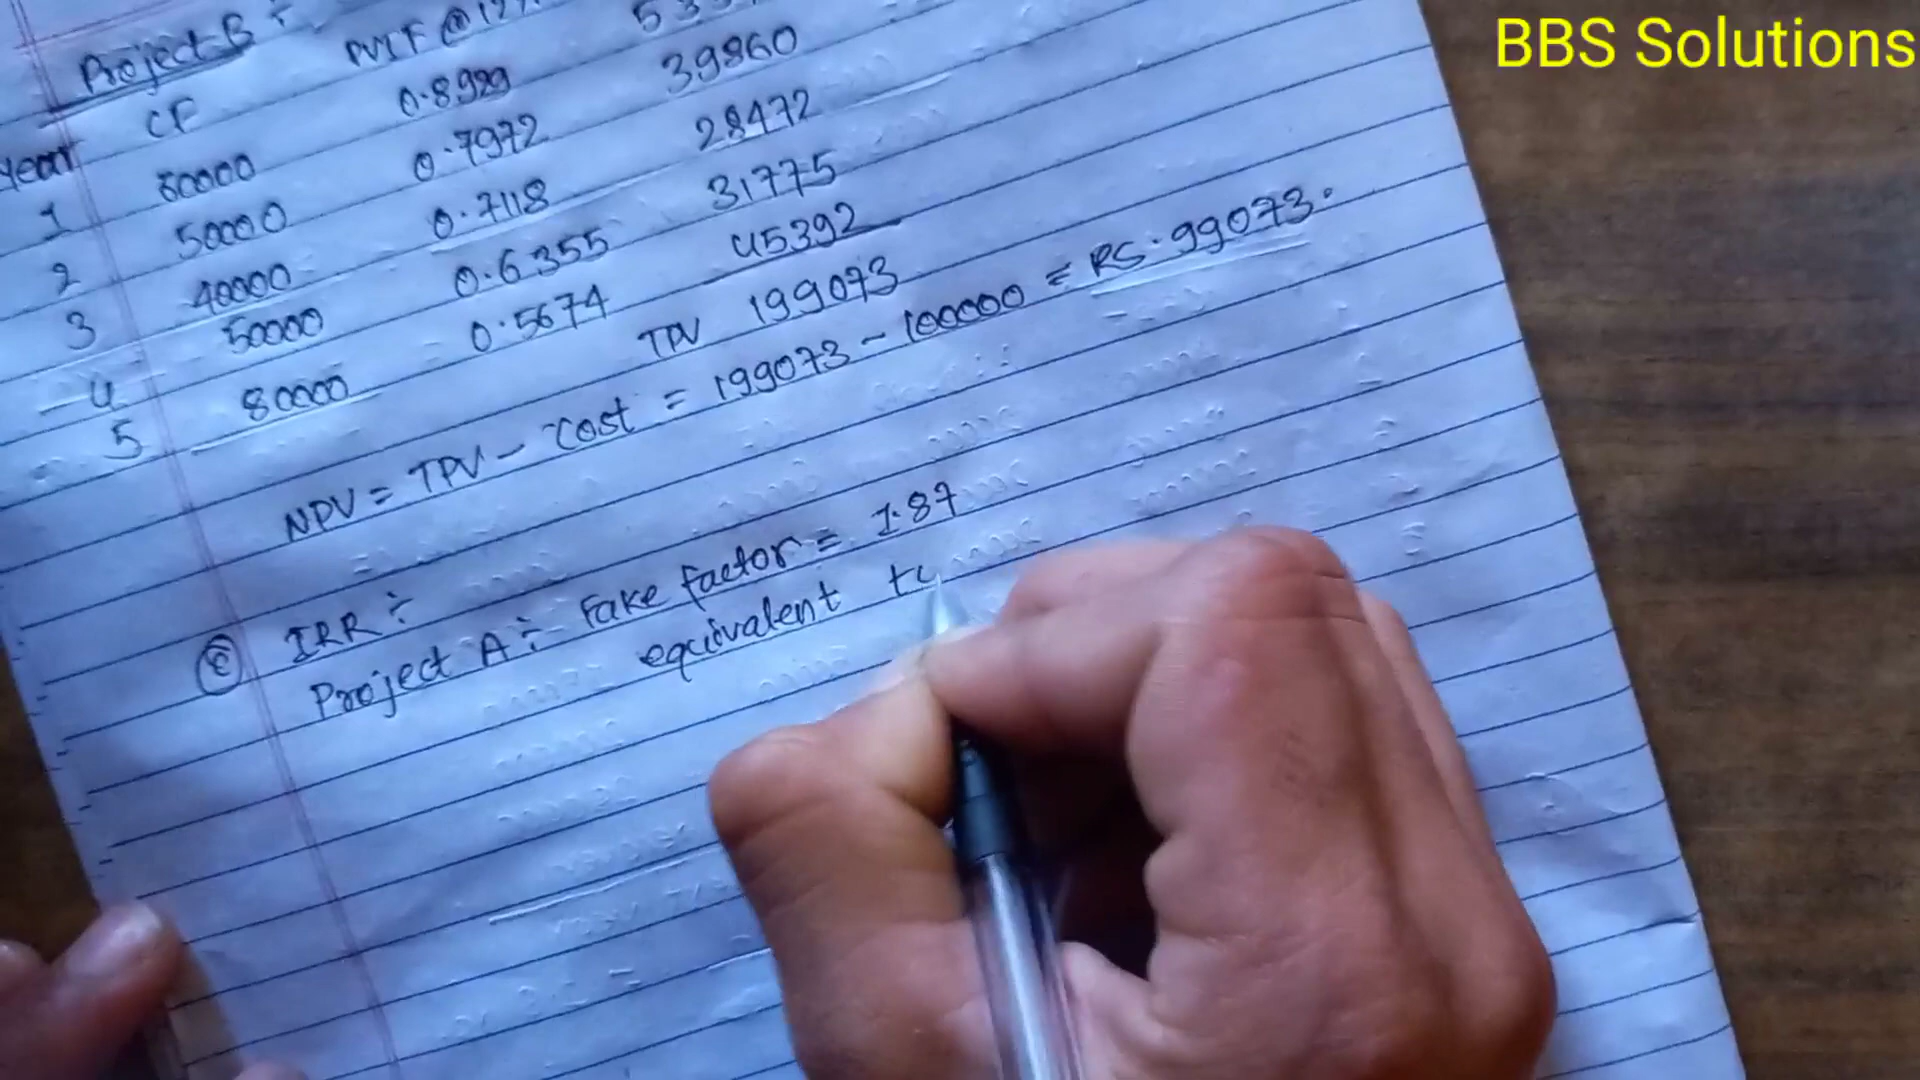 BBS Solutions
Project-B ÷
Year CF PVIF @ 12%
1 60000 0.8929
2 50000 0.7972 39860
3 40000 0.7118 28472
4 50000 0.6355 31775
5 80000 0.5674 45392
TPV 199073
NPV = TPV - Cost = 199073 - 100000 = RS. 99073.
IRR ÷
Project A ÷ Fake factor = 1.87
equivalent to